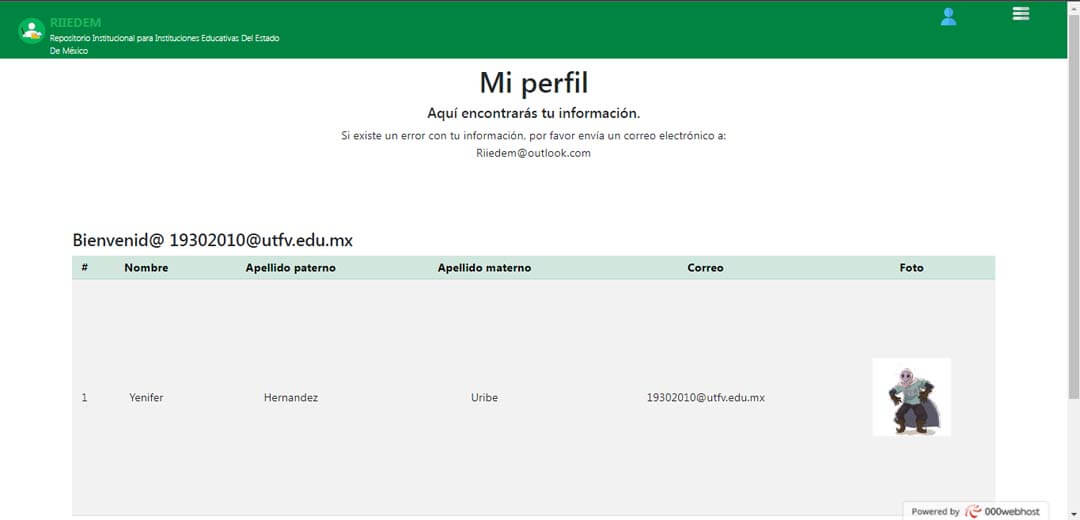 RIIEDEM
Repositorio Institucional para Instituciones Educativas Del Estado
De México
Mi perfil
Aquí encontrarás tu información.
Si existe un error con tu información, por favor envía un correo electrónico a:
Riiedem@outlook.com
Bienvenid@ 19302010@utfv.edu.mx
# Nombre Apellido paterno Apellido materno Correo Foto
1 Yenifer Hernandez Uribe 19302010@utfv.edu.mx
Powered by 000webhost